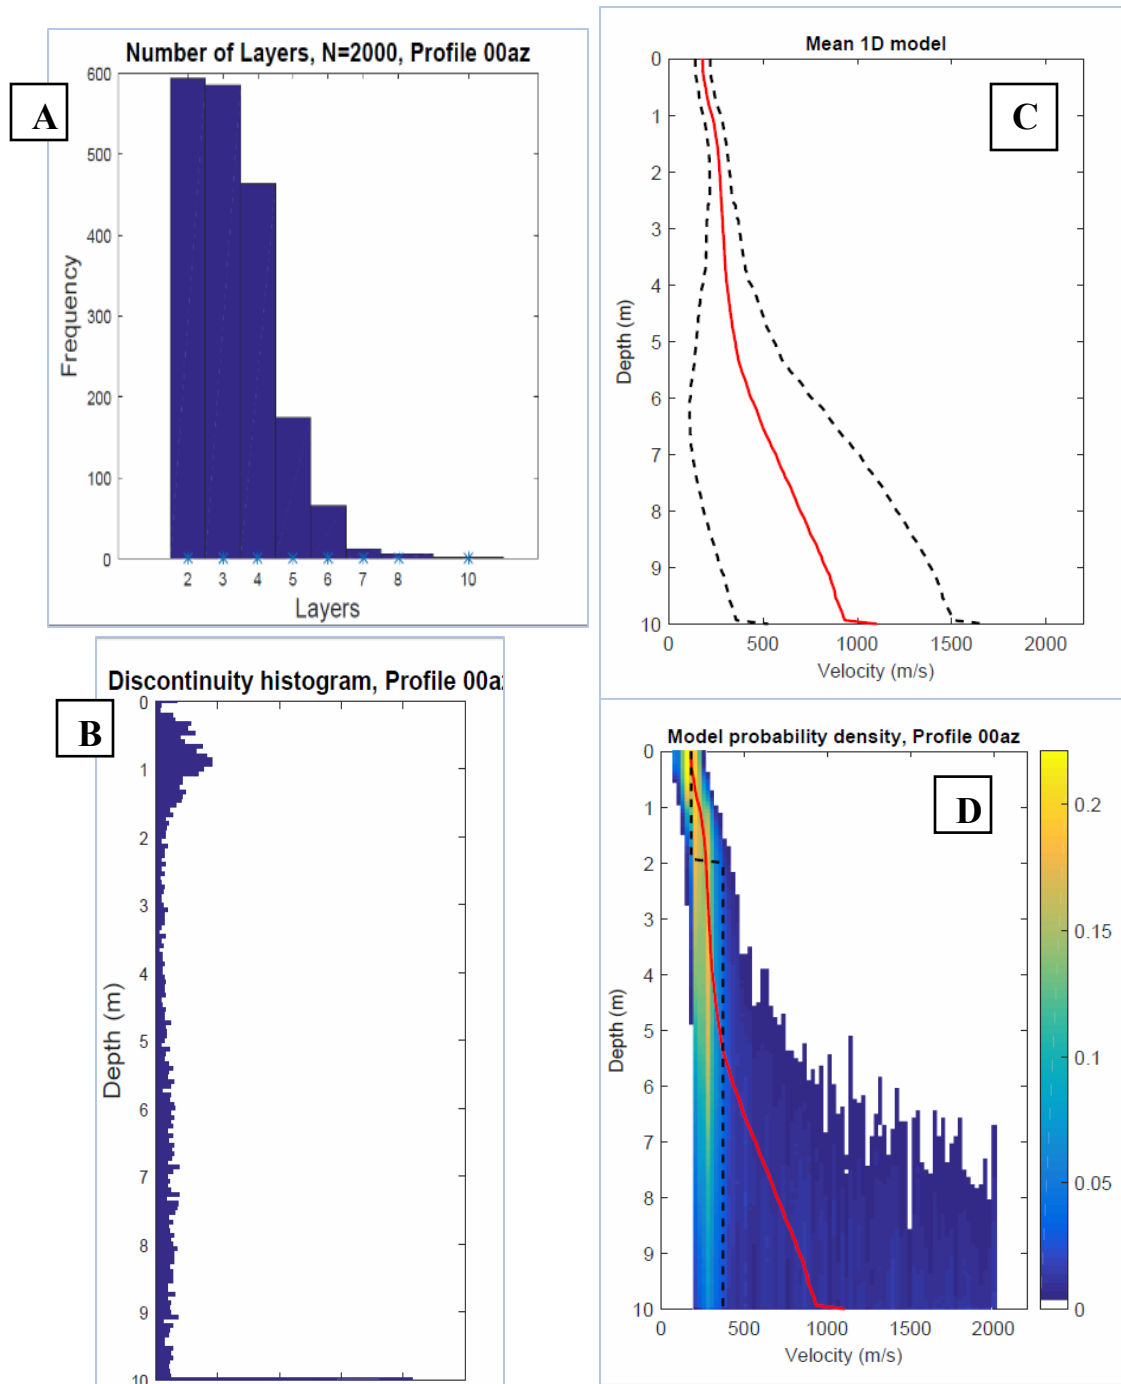 Number of Layers, N=2000, Profile 00az
A
600
500
400
300
200
100
0
Frequency
2 3 4 5 6 7 8 10
Layers
Discontinuity histogram, Profile 00a
B
0
1
2
3
4
5
6
7
8
9
10
Depth (m)
Mean 1D model
C
0
1
2
3
4
5
6
7
8
9
10
Depth (m)
0 500 1000 1500 2000
Velocity (m/s)
Model probability density, Profile 00az
D
0
1
2
3
4
5
6
7
8
9
10
Depth (m)
0 500 1000 1500 2000
Velocity (m/s)
0.2
0.15
0.1
0.05
0